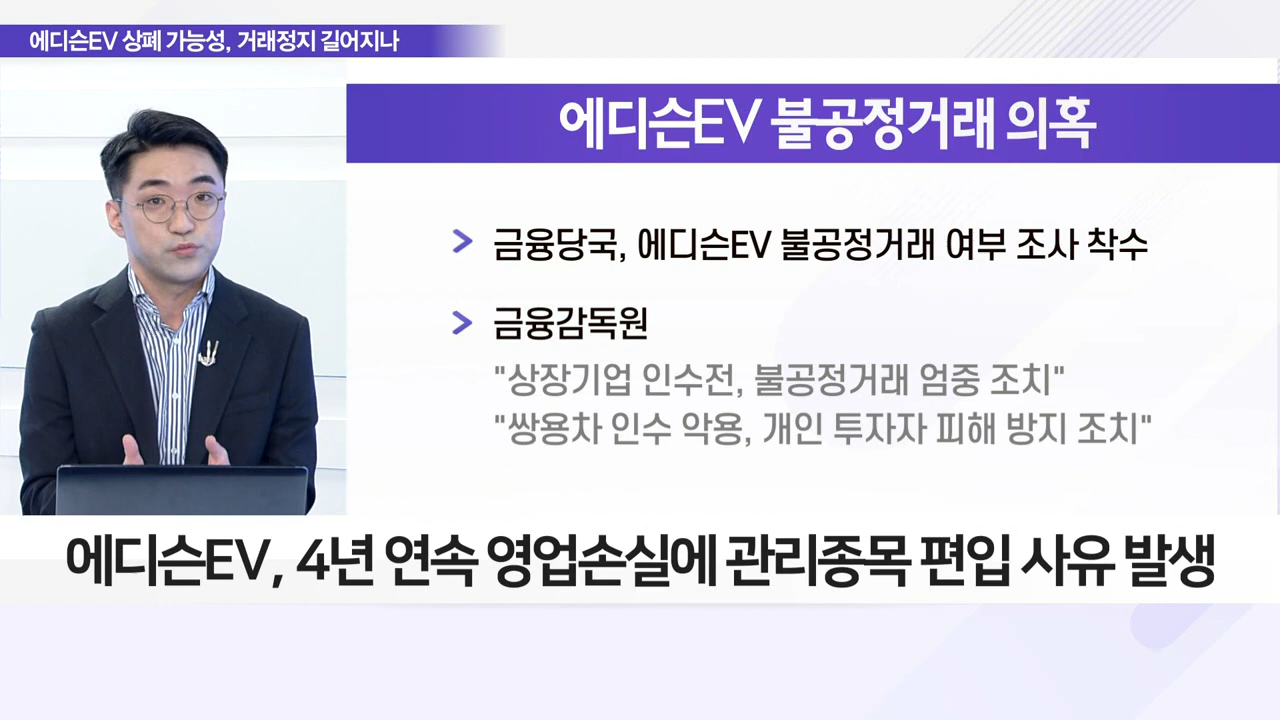 에디슨EV 상폐 가능성, 거래정지 길어지나
에디슨EV 불공정거래 의혹
> 금융당국, 에디슨EV 불공정거래 여부 조사 착수
> 금융감독원
"상장기업 인수전, 불공정거래 엄중 조치"
"쌍용차 인수 악용, 개인 투자자 피해 방지 조치"
에디슨EV, 4년 연속 영업손실에 관리종목 편입 사유 발생